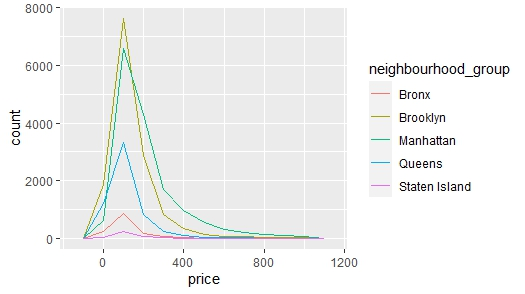 8000
6000
4000
2000
0
count
0
400
800
1200
price
neighbourhood_group
Bronx
Brooklyn
Manhattan
Queens
Staten Island